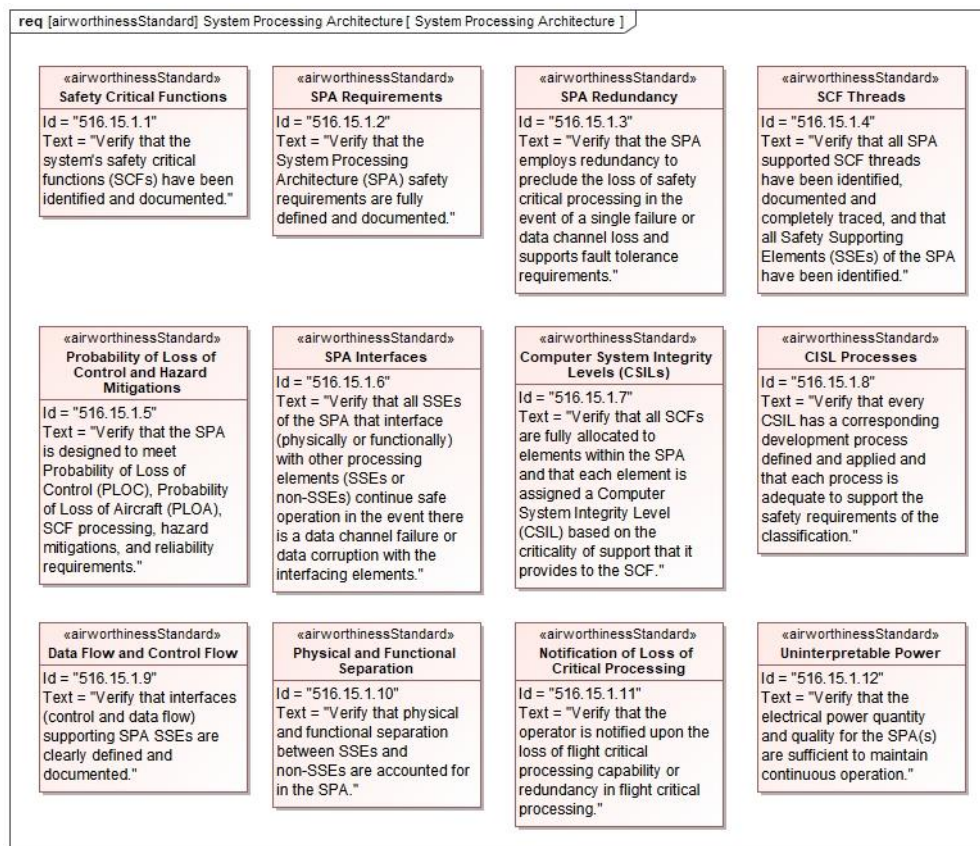 req [airworthinessStandard] System Processing Architecture [ System Processing Architecture ]
«airworthinessStandard»
Safety Critical Functions
Id = "516.15.1.1"
Text = "Verify that the
system's safety critical
functions (SCFs) have been
identified and documented."
«airworthinessStandard»
SPA Requirements
Id = "516.15.1.2"
Text = "Verify that the
System Processing
Architecture (SPA) safety
requirements are fully
defined and documented."
«airworthinessStandard»
SPA Redundancy
Id = "516.15.1.3"
Text = "Verify that the SPA
employs redundancy to
preclude the loss of safety
critical processing in the
event of a single failure or
data channel loss and
supports fault tolerance
requirements."
«airworthinessStandard»
SCF Threads
Id = "516.15.1.4"
Text = "Verify that all SPA
supported SCF threads
have been identified,
documented and
completely traced, and that
all Safety Supporting
Elements (SSEs) of the SPA
have been identified."
«airworthinessStandard»
Probability of Loss of
Control and Hazard
Mitigations
Id = "516.15.1.5"
Text = "Verify that the SPA
is designed to meet
Probability of Loss of
Control (PLOC), Probability
of Loss of Aircraft (PLOA),
SCF processing, hazard
mitigations, and reliability
requirements."
«airworthinessStandard»
SPA Interfaces
Id = "516.15.1.6"
Text = "Verify that all SSEs
of the SPA that interface
(physically or functionally)
with other processing
elements (SSEs or
non-SSEs) continue safe
operation in the event there
is a data channel failure or
data corruption with the
interfacing elements."
«airworthinessStandard»
Computer System Integrity
Levels (CSILs)
Id = "516.15.1.7"
Text = "Verify that all SCFs
are fully allocated to
elements within the SPA
and that each element is
assigned a Computer
System Integrity Level
(CSIL) based on the
criticality of support that it
provides to the SCF."
«airworthinessStandard»
CISL Processes
Id = "516.15.1.8"
Text = "Verify that every
CSIL has a corresponding
development process
defined and applied and
that each process is
adequate to support the
safety requirements of the
classification."
«airworthinessStandard»
Data Flow and Control Flow
Id = "516.15.1.9"
Text = "Verify that interfaces
(control and data flow)
supporting SPA SSEs are
clearly defined and
documented."
«airworthinessStandard»
Physical and Functional
Separation
Id = "516.15.1.10"
Text = "Verify that physical
and functional separation
between SSEs and
non-SSEs are accounted for
in the SPA."
«airworthinessStandard»
Notification of Loss of
Critical Processing
Id = "516.15.1.11"
Text = "Verify that the
operator is notified upon the
loss of flight critical
processing capability or
redundancy in flight critical
processing."
«airworthinessStandard»
Uninterpretable Power
Id = "516.15.1.12"
Text = "Verify that the
electrical power quantity
and quality for the SPA(s)
are sufficient to maintain
continuous operation."